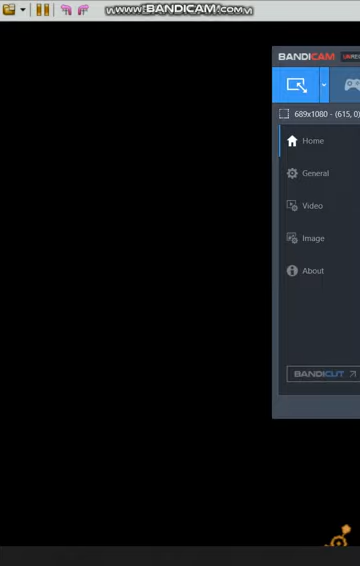 www.BANDICAM.com
BANDICAM
689x1080 - (615, 0)
Home
General
Video
Image
About
BANDICUT